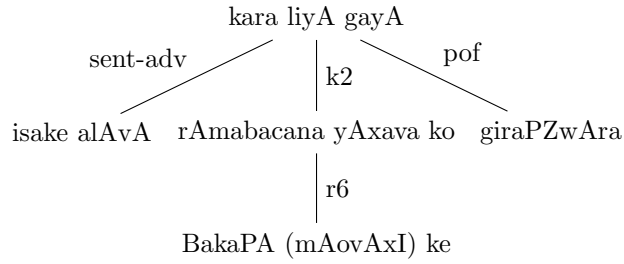 kara liyA gayA
sent-adv
pof
k2
isake alAvA rAmabacana yAxava ko giraPZwAra
r6
BakaPA (mAovAxI) ke